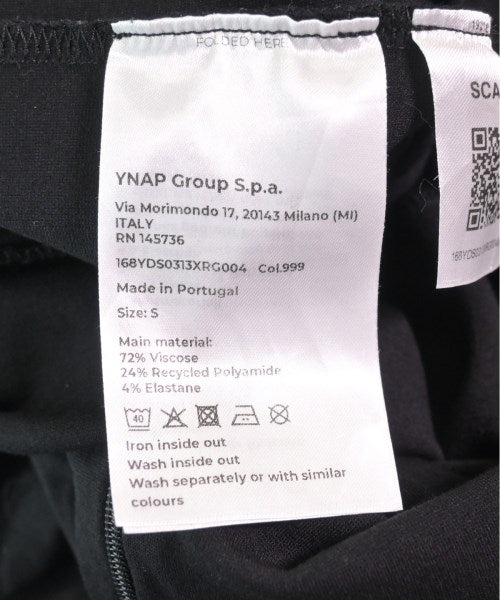 FOLDED HERE
YNAP Group S.p.a.
Via Morimondo 17, 20143 Milano (MI)
ITALY
RN 145736
168YDS0313XRG004 Col.999
Made in Portugal
Size: S
Main material:
72% Viscose
24% Recycled Polyamide
4% Elastane
40
Iron inside out
Wash inside out
Wash separately or with similar
colours
SCA